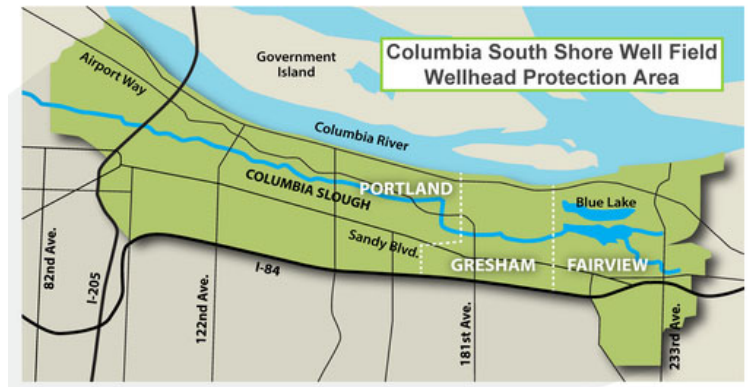 Columbia South Shore Well Field
Wellhead Protection Area
Government
Island
Airport Way
Columbia River
COLUMBIA SLOUGH
PORTLAND
Blue Lake
Sandy Blvd.
GRESHAM
FAIRVIEW
I-84
82nd Ave.
I-205
122nd Ave.
181st Ave.
233rd Ave.